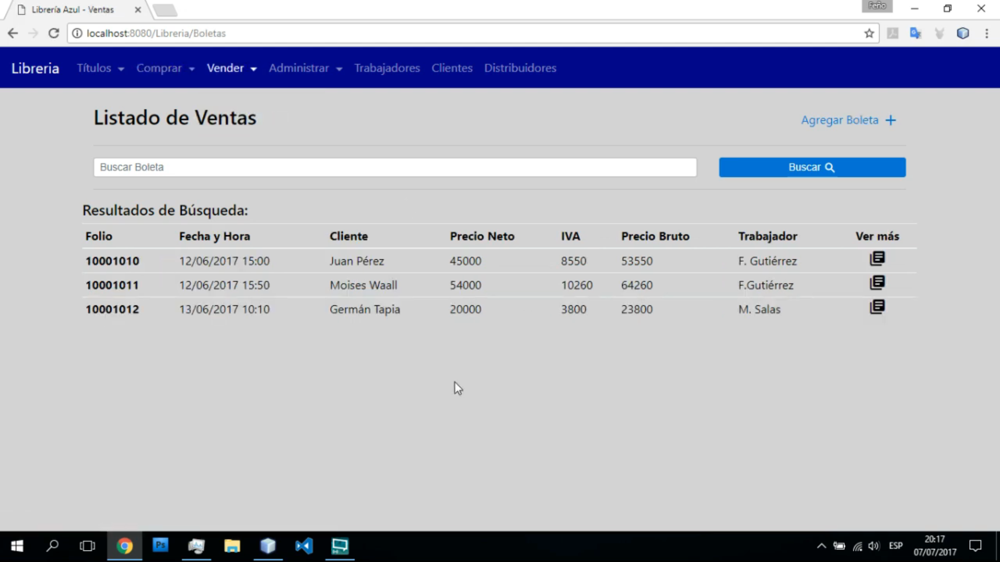 Librería Azul - Ventas
Feño
localhost:8080/Libreria/Boletas
Libreria Títulos Comprar Vender Administrar Trabajadores Clientes Distribuidores
Listado de Ventas
Agregar Boleta +
Buscar Boleta
Buscar
Resultados de Búsqueda:
Folio Fecha y Hora Cliente Precio Neto IVA Precio Bruto Trabajador Ver más
10001010 12/06/2017 15:00 Juan Pérez 45000 8550 53550 F. Gutiérrez
10001011 12/06/2017 15:50 Moises Waall 54000 10260 64260 F.Gutiérrez
10001012 13/06/2017 10:10 Germán Tapia 20000 3800 23800 M. Salas
Ps
ESP
20:17
07/07/2017